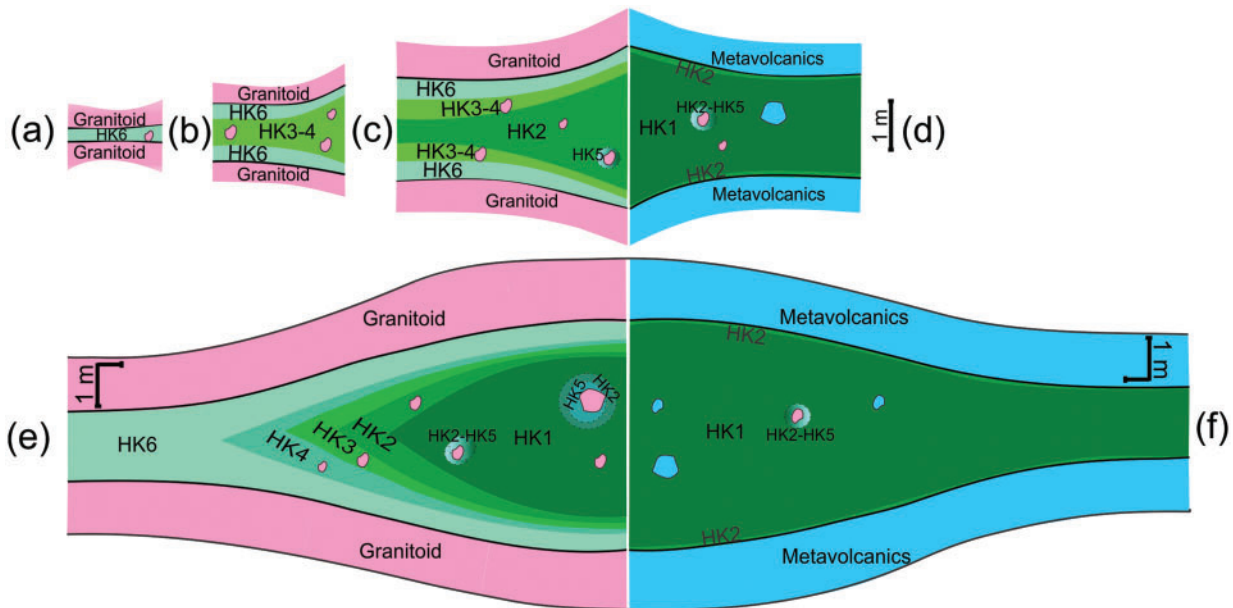 (a)
Granitoid
HK6
Granitoid
(b)
Granitoid
HK6
HK3-4
HK6
Granitoid
(c)
Granitoid
HK6
HK3-4
HK2
HK5
HK3-4
HK6
Granitoid
Metavolcanics
HK2
HK2-HK5
HK1
HK2
Metavolcanics
1 m
(d)
(e)
1 m
Granitoid
HK6
HK4
HK3
HK2
HK2-HK5
HK1
HK5
HK2
Granitoid
Metavolcanics
HK2
HK1
HK2-HK5
HK2
Metavolcanics
1 m
(f)